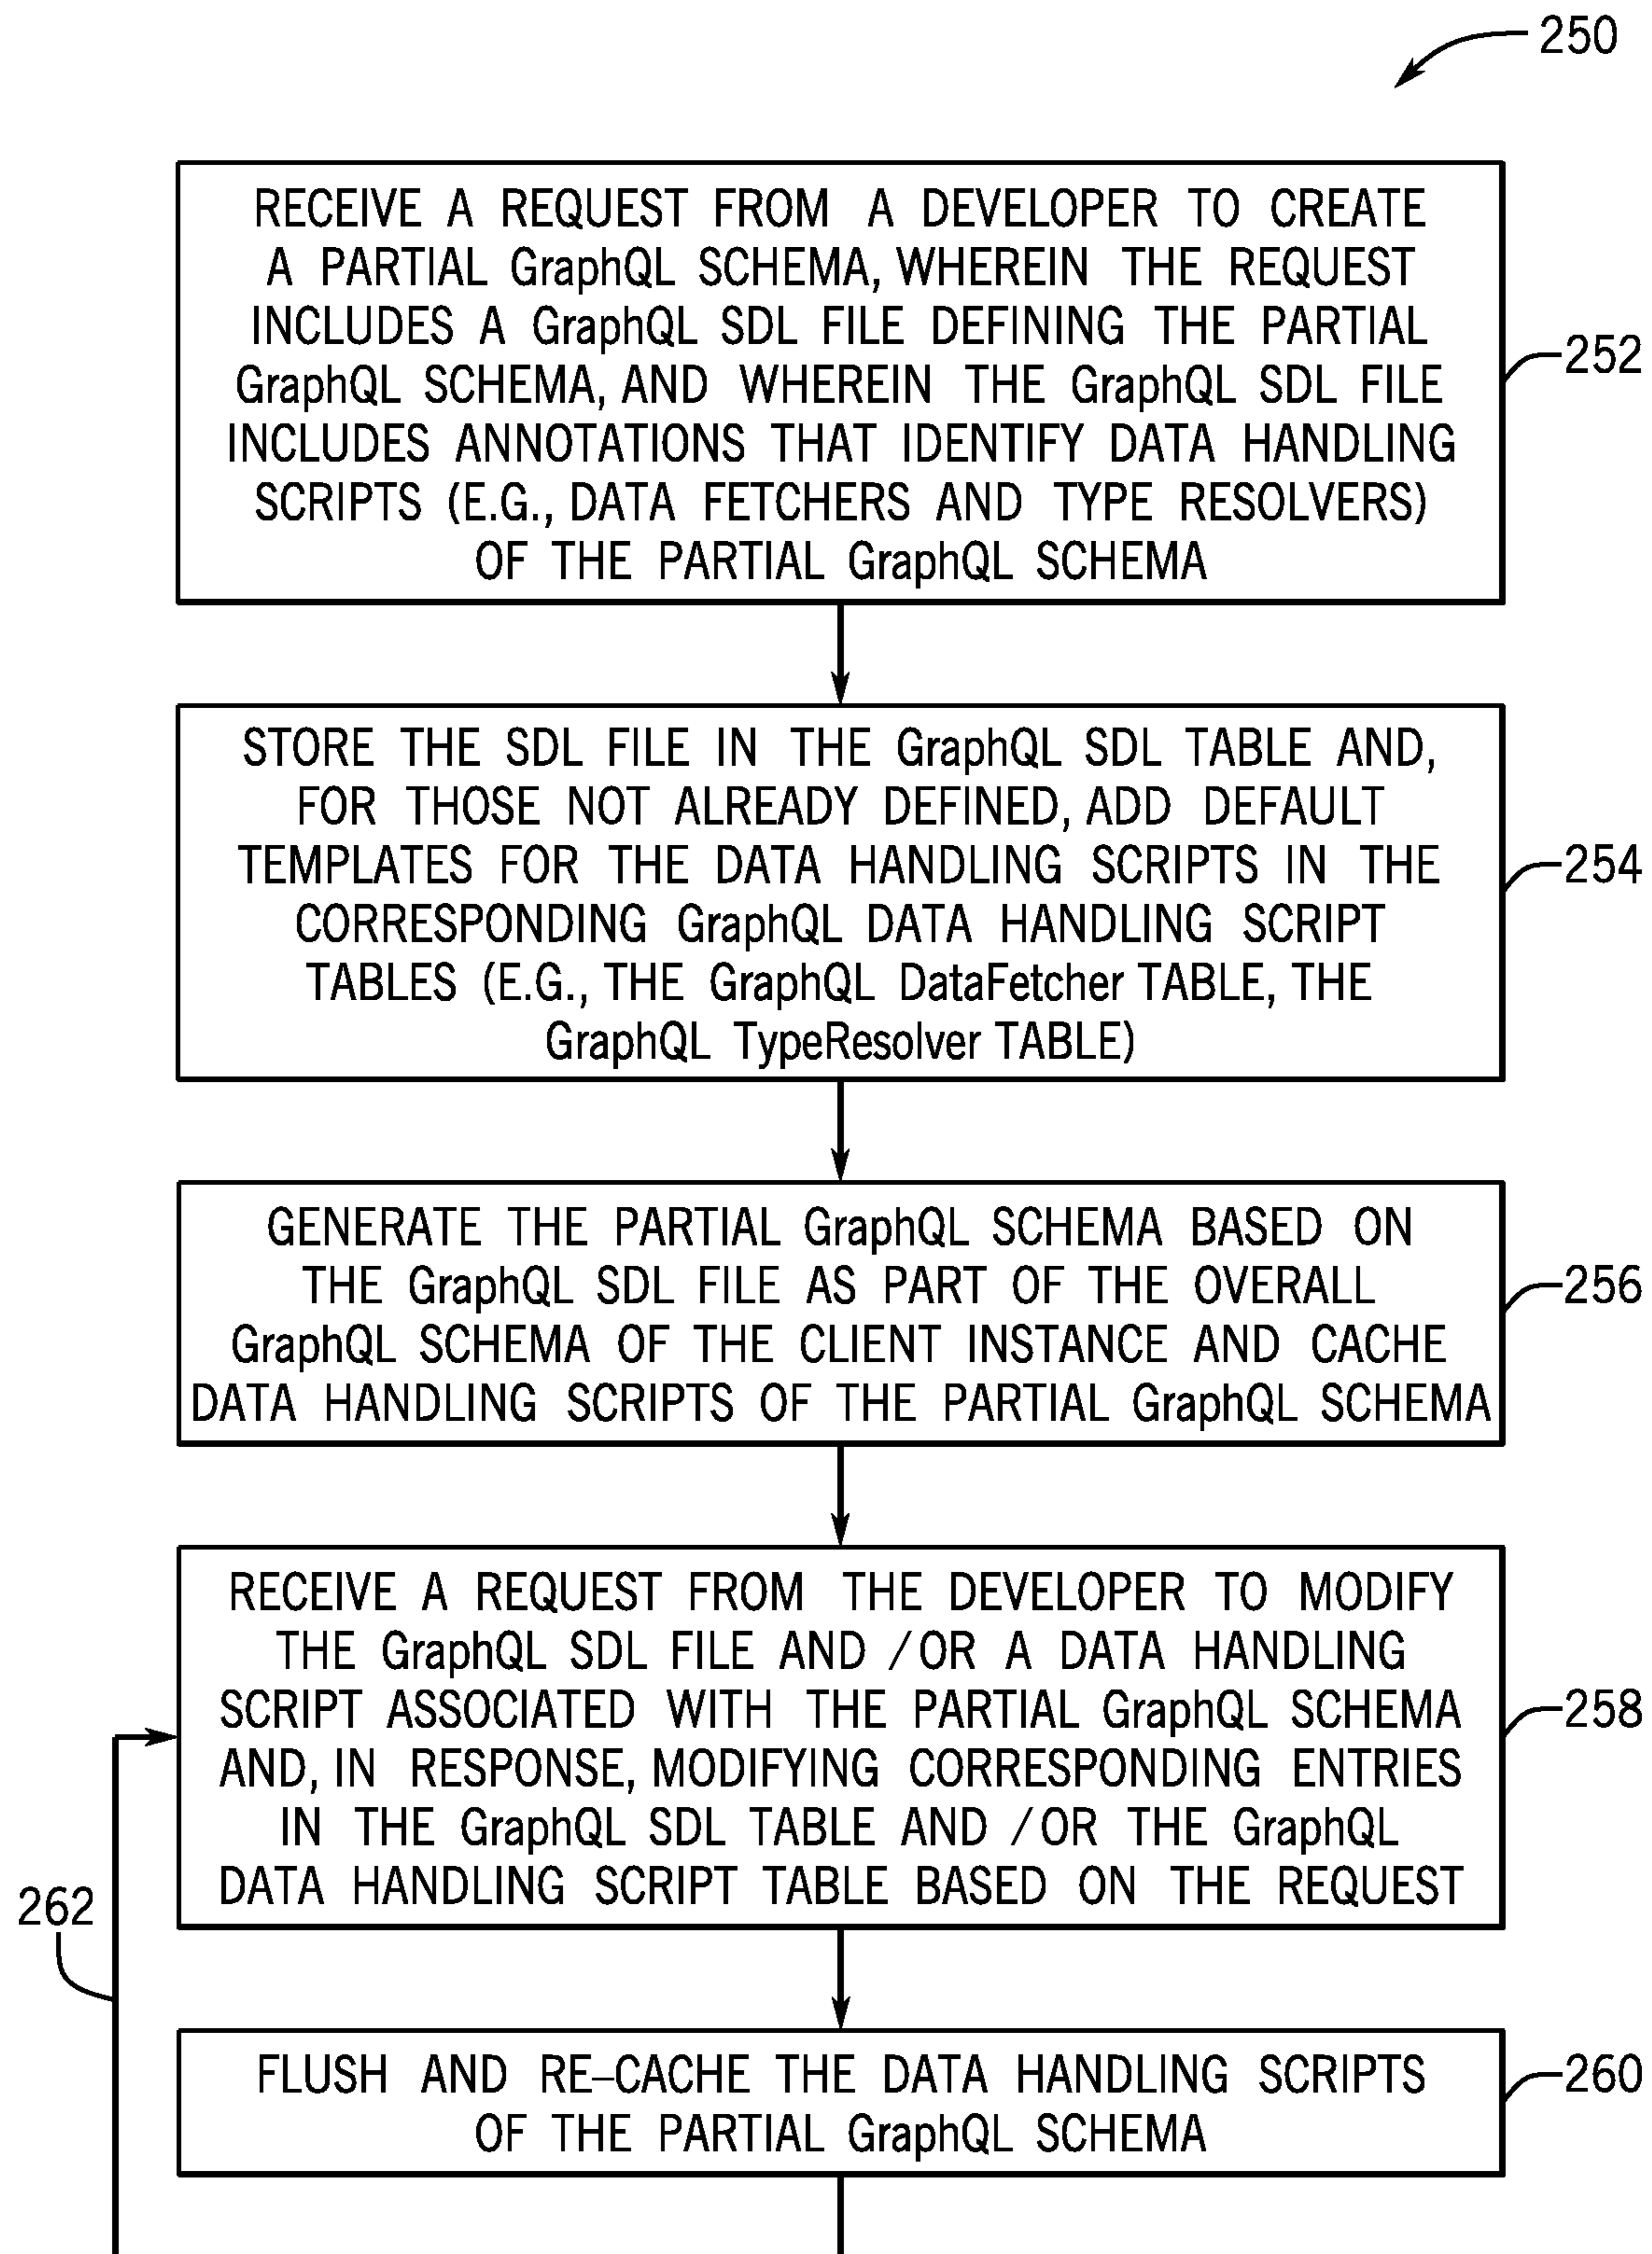 250
RECEIVE A REQUEST FROM A DEVELOPER TO CREATE
A PARTIAL GraphQL SCHEMA, WHEREIN THE REQUEST
INCLUDES A GraphQL SDL FILE DEFINING THE PARTIAL
GraphQL SCHEMA, AND WHEREIN THE GraphQL SDL FILE
INCLUDES ANNOTATIONS THAT IDENTIFY DATA HANDLING
SCRIPTS (E.G., DATA FETCHERS AND TYPE RESOLVERS)
OF THE PARTIAL GraphQL SCHEMA
252
STORE THE SDL FILE IN THE GraphQL SDL TABLE AND,
FOR THOSE NOT ALREADY DEFINED, ADD DEFAULT
TEMPLATES FOR THE DATA HANDLING SCRIPTS IN THE
CORRESPONDING GraphQL DATA HANDLING SCRIPT
TABLES (E.G., THE GraphQL DataFetcher TABLE, THE
GraphQL TypeResolver TABLE)
254
GENERATE THE PARTIAL GraphQL SCHEMA BASED ON
THE GraphQL SDL FILE AS PART OF THE OVERALL
GraphQL SCHEMA OF THE CLIENT INSTANCE AND CACHE
DATA HANDLING SCRIPTS OF THE PARTIAL GraphQL SCHEMA
256
RECEIVE A REQUEST FROM THE DEVELOPER TO MODIFY
THE GraphQL SDL FILE AND /OR A DATA HANDLING
SCRIPT ASSOCIATED WITH THE PARTIAL GraphQL SCHEMA
AND, IN RESPONSE, MODIFYING CORRESPONDING ENTRIES
IN THE GraphQL SDL TABLE AND /OR THE GraphQL
DATA HANDLING SCRIPT TABLE BASED ON THE REQUEST
258
262
FLUSH AND RE–CACHE THE DATA HANDLING SCRIPTS
OF THE PARTIAL GraphQL SCHEMA
260